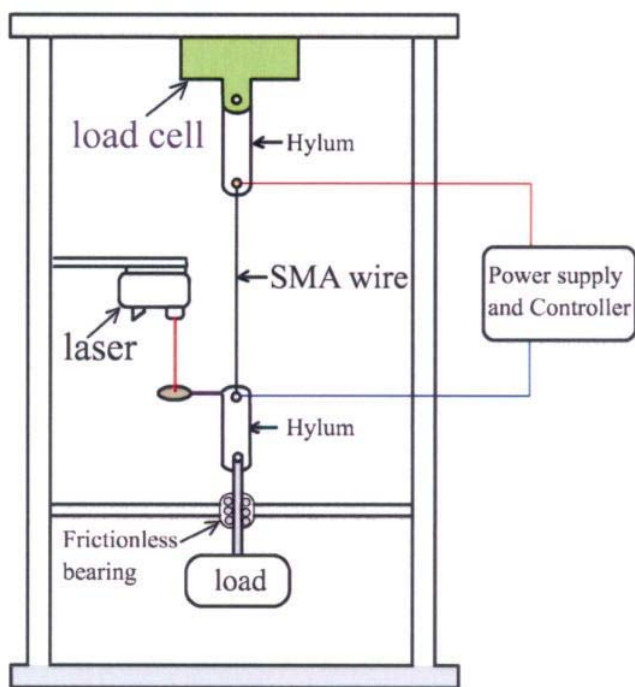 load cell
Hylum
SMA wire
Power supply
and Controller
laser
Hylum
Frictionless
bearing
load